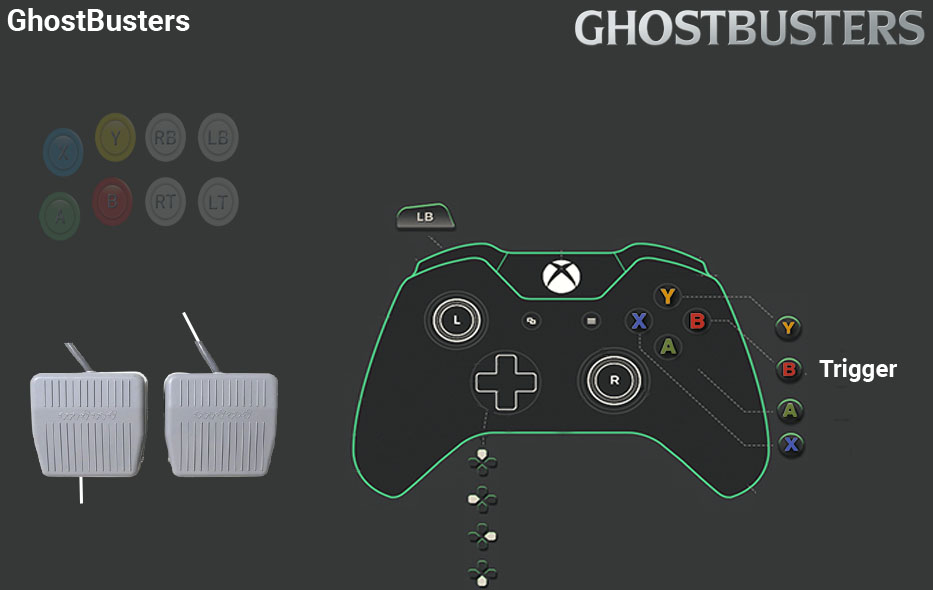 GhostBusters
GHOSTBUSTERS
X Y RB LB
A B RT LT
LB
L
Y
X B
A
R
Y
B Trigger
A
X